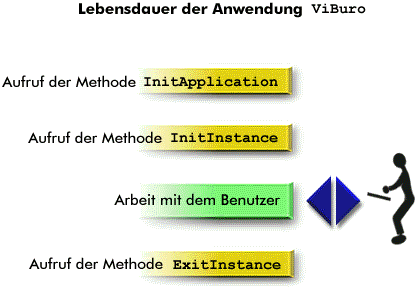 Lebensdauer der Anwendung ViBuro
Aufruf der Methode InitApplication
Aufruf der Methode InitInstance
Arbeit mit dem Benutzer
Aufruf der Methode ExitInstance